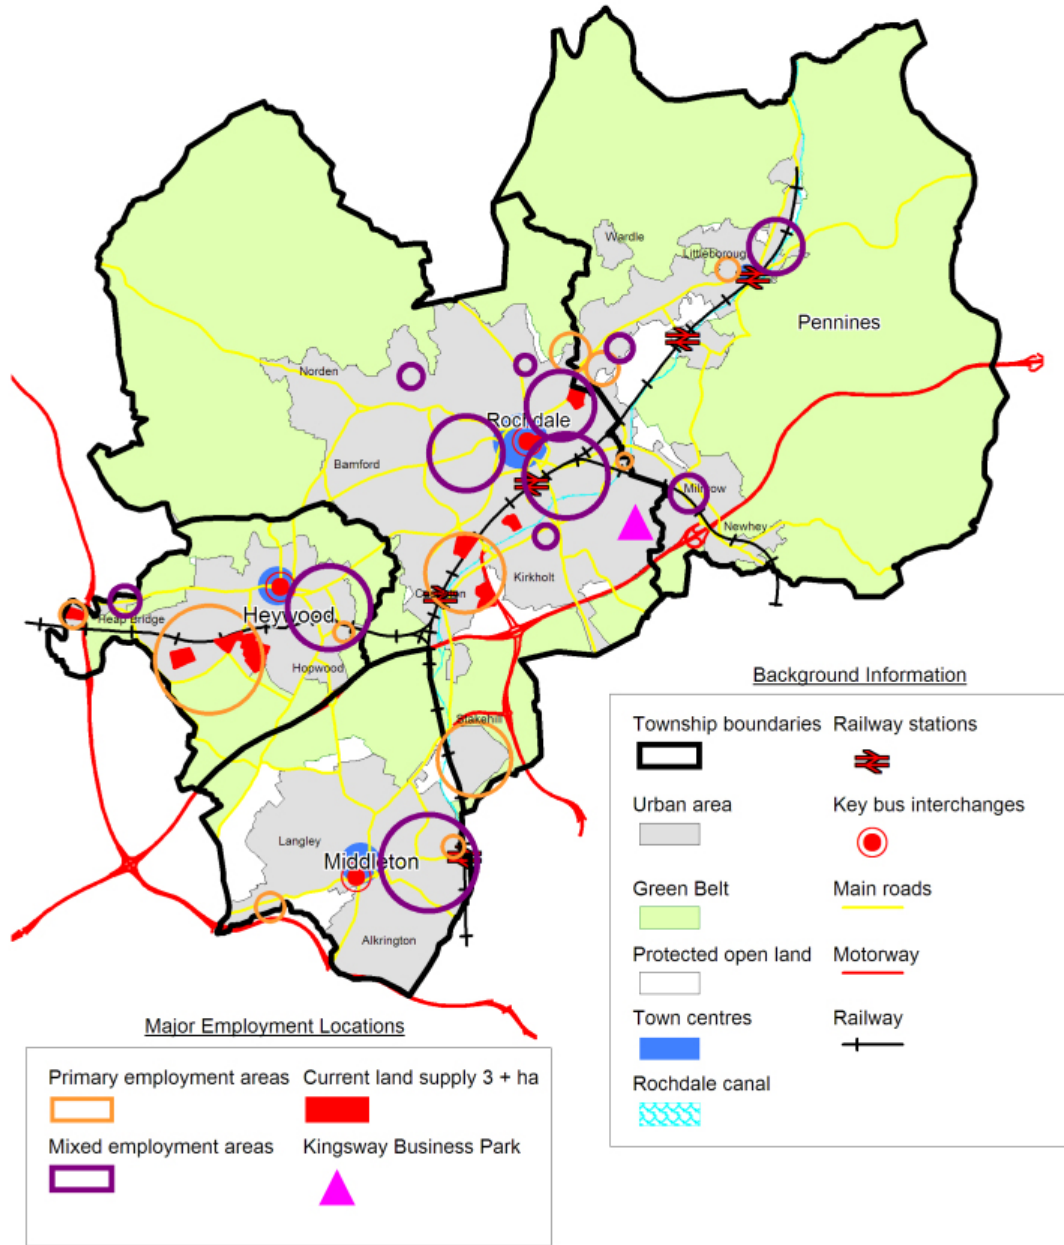 Wardle
Littleborough
Pennines
Norden
Rochdale
Bamford
Milnrow
Newhey
Kirkholt
Castleton
Heywood
Heap Bridge
Hopwood
Stakehill
Langley
Middleton
Alkrington
Background Information
Township boundaries Railway stations
Urban area Key bus interchanges
Green Belt Main roads
Protected open land Motorway
Town centres Railway
Rochdale canal
Major Employment Locations
Primary employment areas Current land supply 3 + ha
Mixed employment areas Kingsway Business Park